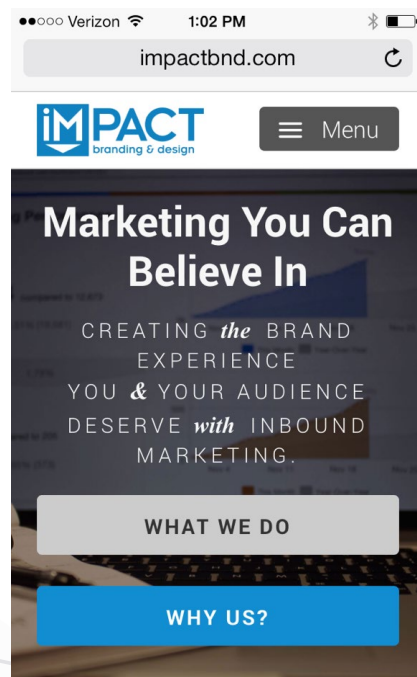 Verizon 1:02 PM
impactbnd.com
iMPACT
branding & design
Menu
Marketing You Can
Believe In
CREATING the BRAND
EXPERIENCE
YOU & YOUR AUDIENCE
DESERVE with INBOUND
MARKETING.
WHAT WE DO
WHY US?